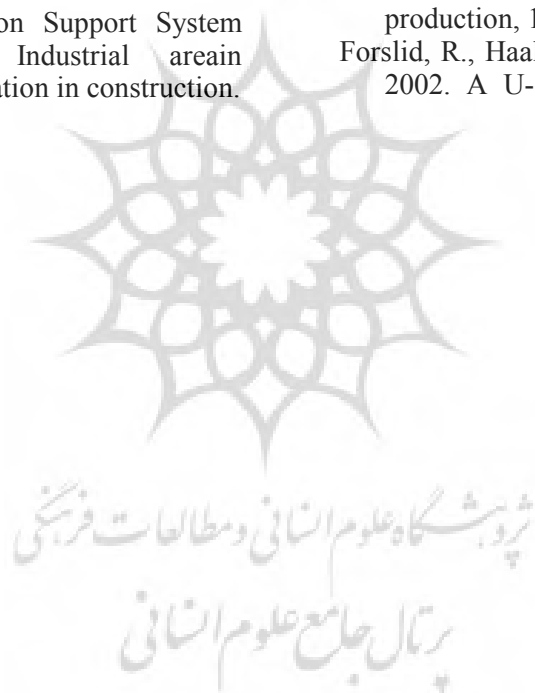 on Support System
Industrial areain
ation in construction.
production, 1
Forslid, R., Haal
2002. A U-
پژوهشگاه علوم انسانی و مطالعات فرهنگی
پرتال جامع علوم انسانی